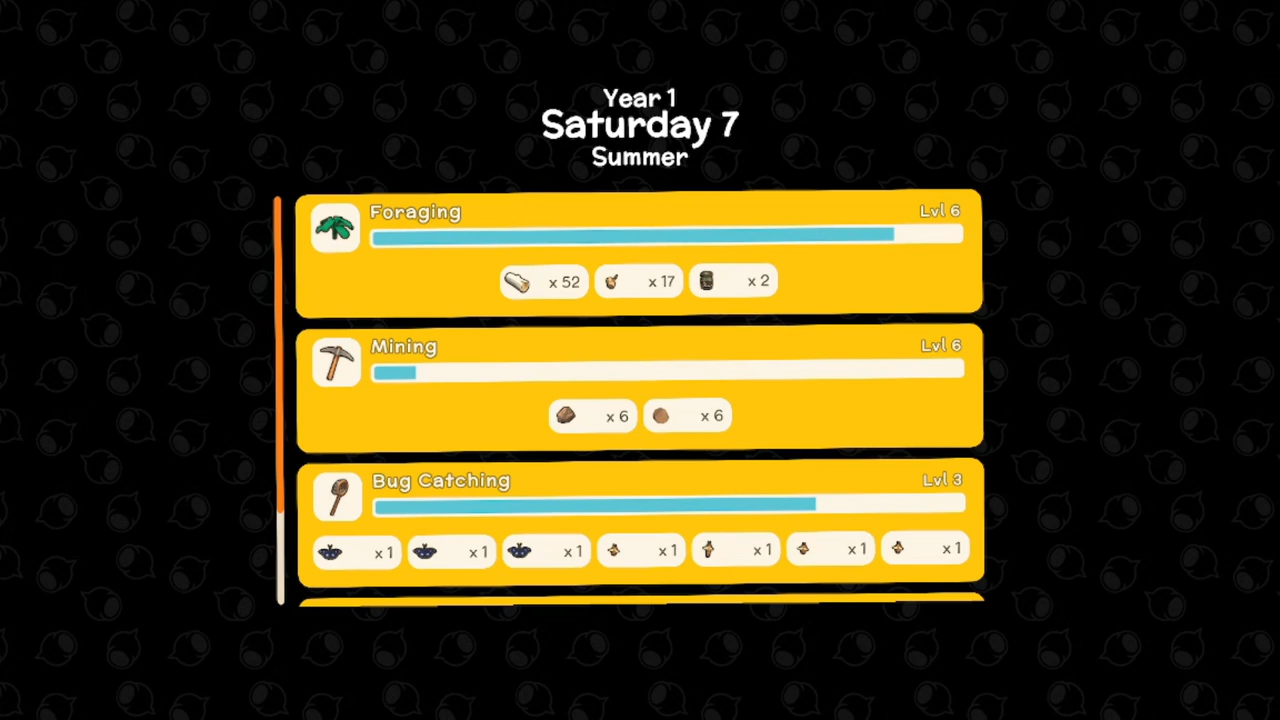 Year 1
Saturday 7
Summer
Foraging Lvl 6
x 52 x 17 x 2
Mining Lvl 6
x 6 x 6
Bug Catching Lvl 3
x 1 x 1 x 1 x 1 x 1 x 1 x 1